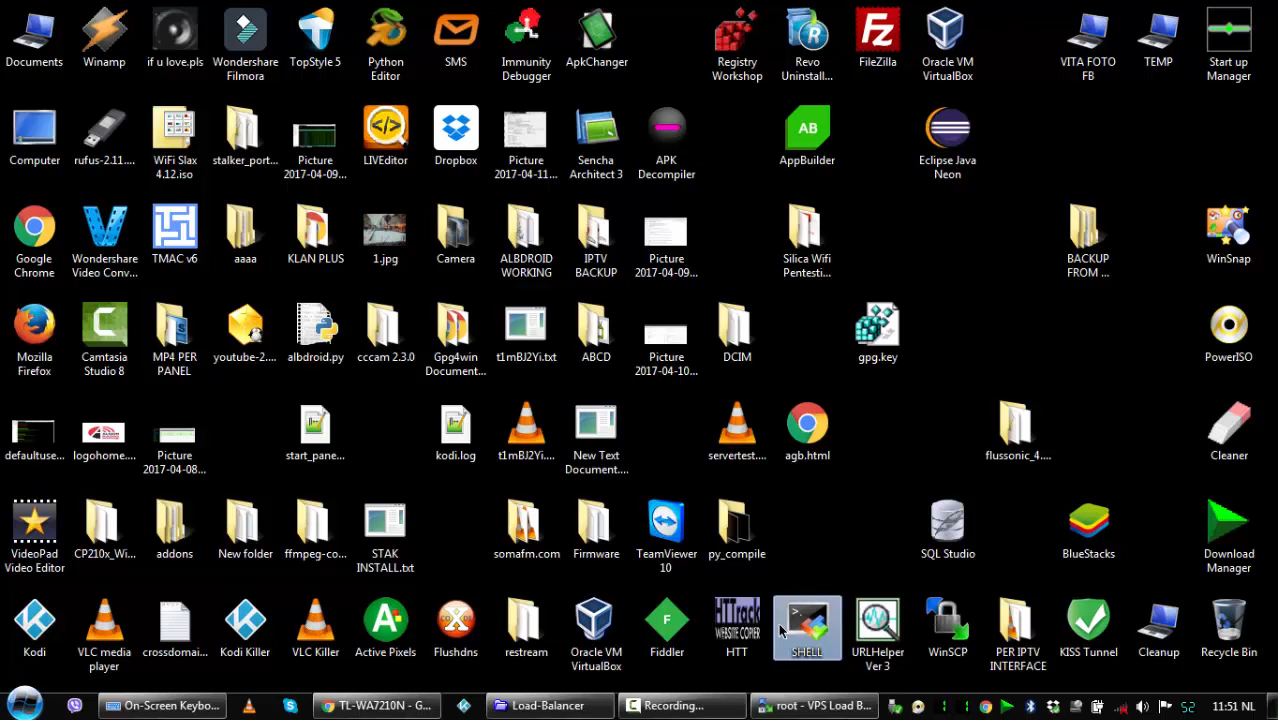 Documents
Winamp
if u love.pls
Wondershare
Filmora
TopStyle 5
Python
Editor
SMS
Immunity
Debugger
ApkChanger
Registry
Workshop
Revo
Uninstall...
FileZilla
Oracle VM
VirtualBox
VITA FOTO
FB
TEMP
Start up
Manager
Computer
rufus-2.11....
WiFi Slax
4.12.iso
stalker_port...
Picture
2017-04-09...
LIVEditor
Dropbox
Picture
2017-04-11...
Sencha
Architect 3
APK
Decompiler
AB
AppBuilder
Eclipse Java
Neon
Google
Chrome
Wondershare
Video Conv...
TMAC v6
aaaa
KLAN PLUS
1.jpg
Camera
ALBDROID
WORKING
IPTV
BACKUP
Picture
2017-04-09...
Silica Wifi
Pentesti...
BACKUP
FROM ...
WinSnap
Mozilla
Firefox
Camtasia
Studio 8
MP4 PER
PANEL
youtube-2....
albdroid.py
cccam 2.3.0
Gpg4win
Document...
t1mBJ2Yi.txt
ABCD
Picture
2017-04-10...
DCIM
gpg.key
PowerISO
defaultuse...
logohome....
Picture
2017-04-08...
start_pane...
kodi.log
t1mBJ2Yi....
New Text
Document....
servertest....
agb.html
flussonic_4....
Cleaner
VideoPad
Video Editor
CP210x_Wi...
addons
New folder
ffmpeg-co...
STAK
INSTALL.txt
somafm.com
Firmware
TeamViewer
10
py_compile
SQL Studio
BlueStacks
Download
Manager
Kodi
VLC media
player
crossdomai...
Kodi Killer
VLC Killer
Active Pixels
Flushdns
restream
Oracle VM
VirtualBox
F
Fiddler
HTTrack
WEBSITE COPIER
HTT
SHELL
URLHelper
Ver 3
WinSCP
PER IPTV
INTERFACE
KISS Tunnel
Cleanup
Recycle Bin
On-Screen Keybo...
TL-WA7210N - G...
Load-Balancer
Recording...
root - VPS Load B...
1
1
52
11:51 NL